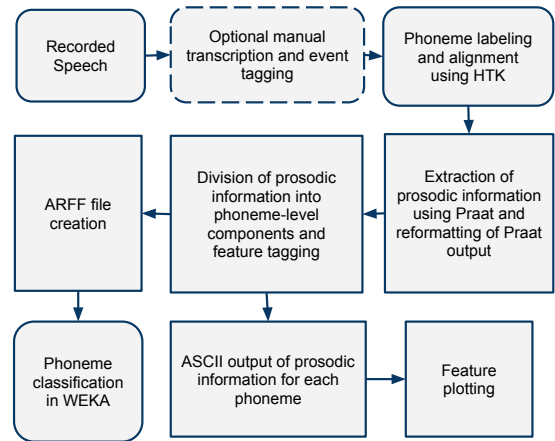 Recorded
Speech
Optional manual
transcription and event
tagging
Phoneme labeling
and alignment
using HTK
Extraction of
prosodic information
using Praat and
reformatting of Praat
output
Division of prosodic
information into
phoneme-level
components and
feature tagging
ARFF file
creation
Phoneme
classification
in WEKA
ASCII output of prosodic
information for each
phoneme
Feature
plotting